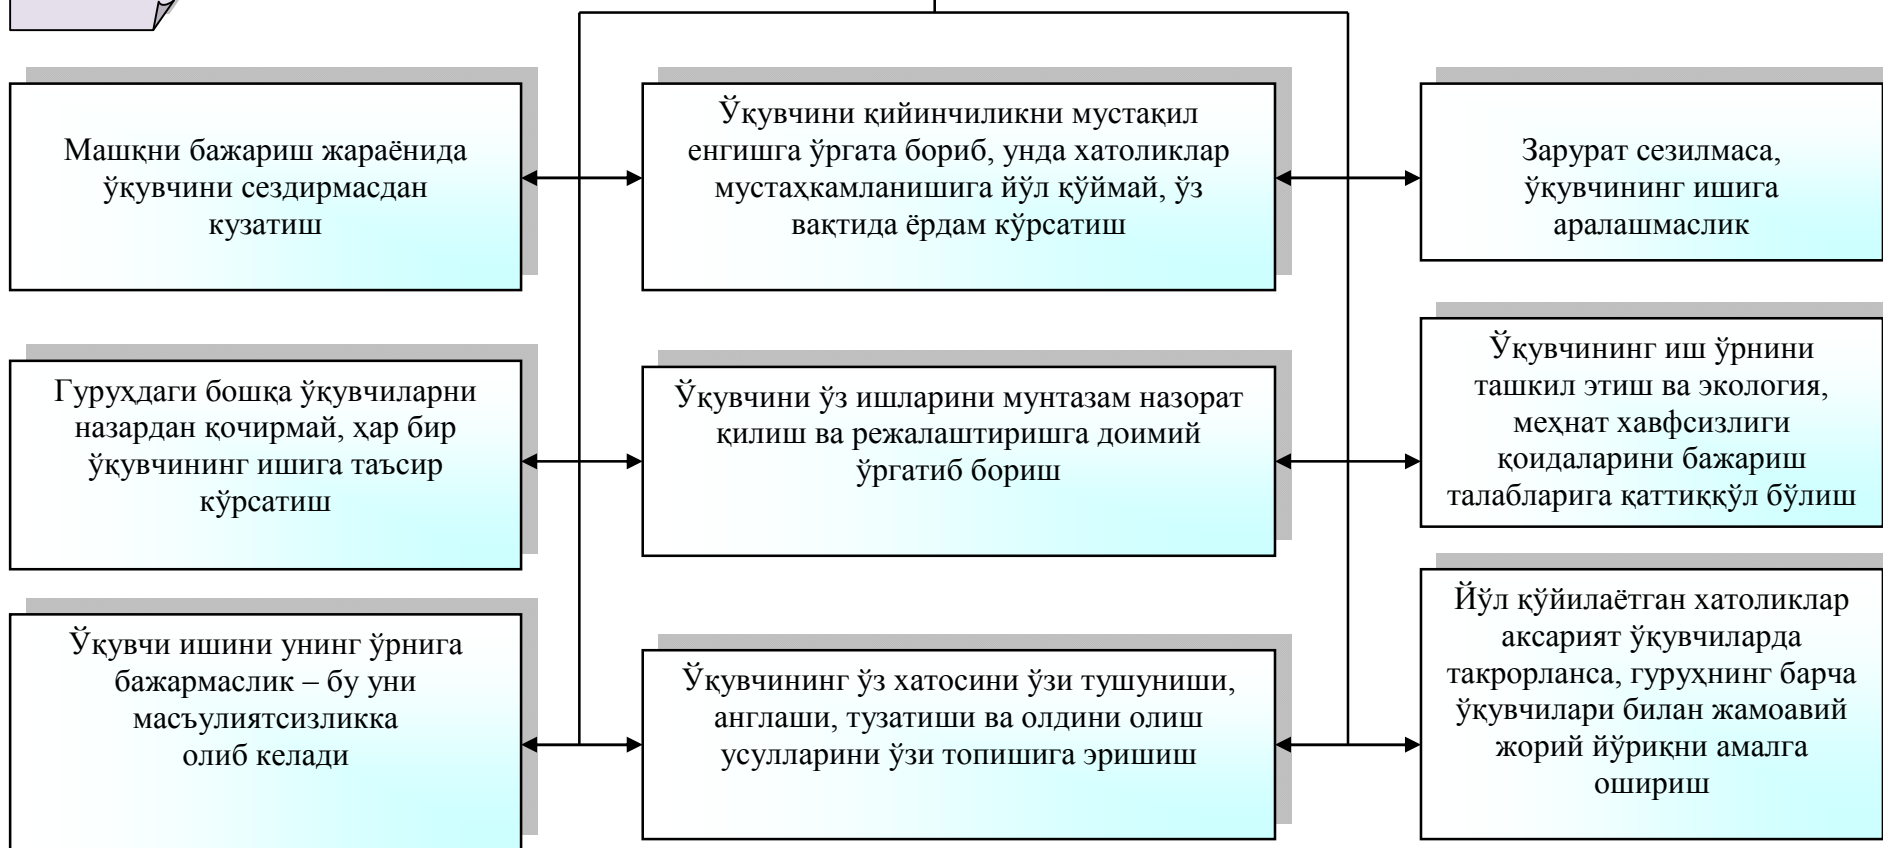 Машқни бажариш жараёнида
ўқувчини сездирмасдан
кузатиш
Ўқувчини қийинчиликни мустақил
енгишга ўргата бориб, унда хатоликлар
мустаҳкамланишига йўл қўймай, ўз
вақтида ёрдам кўрсатиш
Зарурат сезилмаса,
ўқувчининг ишига
аралашмаслик
Гуруҳдаги бошқа ўқувчиларни
назардан қочирмай, ҳар бир
ўқувчининг ишига таъсир
кўрсатиш
Ўқувчини ўз ишларини мунтазам назорат
қилиш ва режалаштиришга доимий
ўргатиб бориш
Ўқувчининг иш ўрнини
ташкил этиш ва экология,
меҳнат хавфсизлиги
қоидаларини бажариш
талабларига қаттиққўл бўлиш
Ўқувчи ишини унинг ўрнига
бажармаслик – бу уни
масъулиятсизликка
олиб келади
Ўқувчининг ўз хатосини ўзи тушуниши,
англаши, тузатиши ва олдини олиш
усулларини ўзи топишига эришиш
Йўл қўйилаётган хатоликлар
аксарият ўқувчиларда
такрорланса, гуруҳнинг барча
ўқувчилари билан жамоавий
жорий йўриқни амалга
ошириш